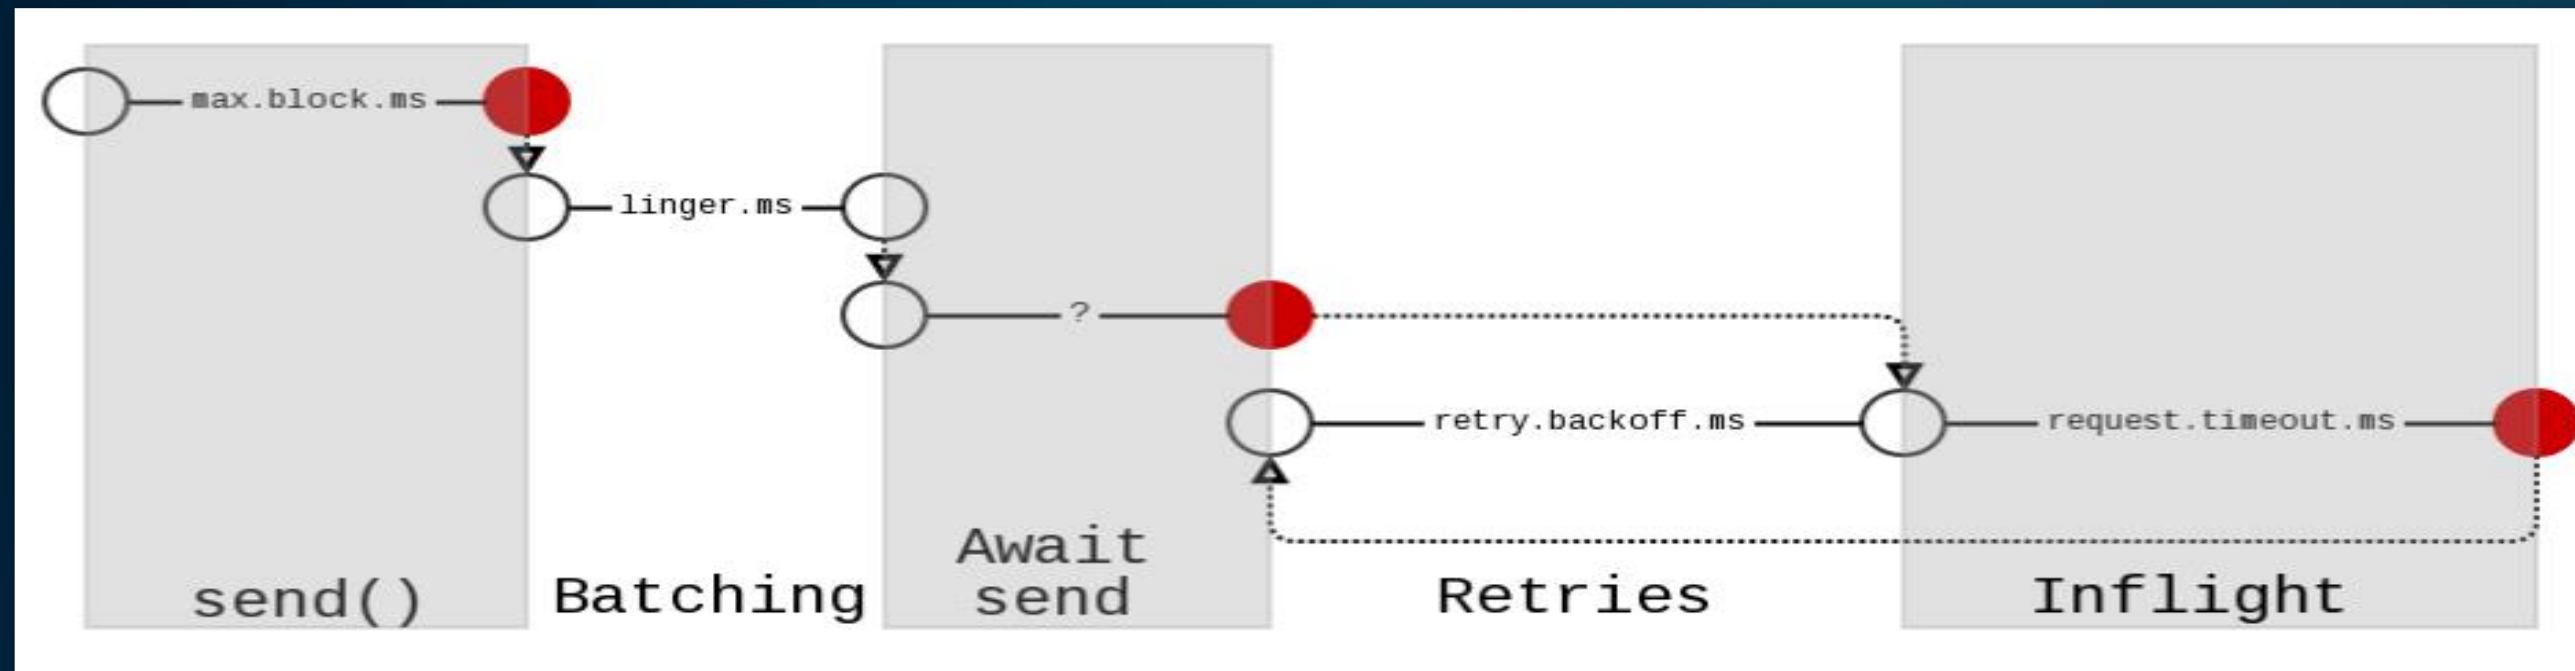 max.block.ms
linger.ms
?
retry.backoff.ms
request.timeout.ms
send()
Batching
Await
send
Retries
Inflight